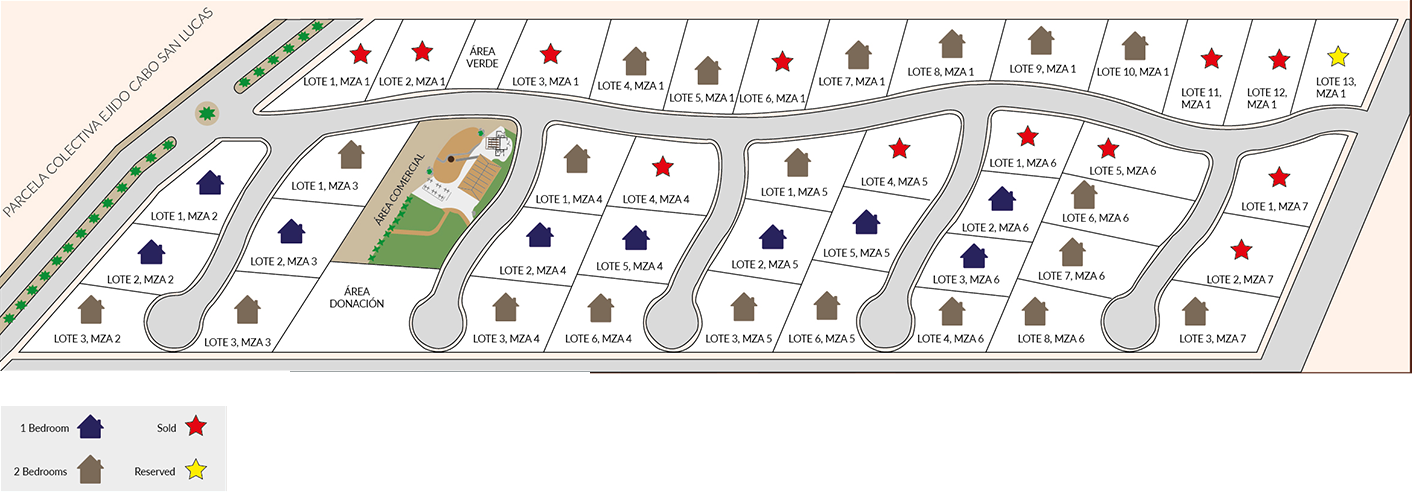 PARCELA COLECTIVA EJIDO CABO SAN LUCAS
LOTE 1, MZA 1
LOTE 2, MZA 1
ÁREA
VERDE
LOTE 3, MZA 1
LOTE 4, MZA 1
LOTE 5, MZA 1
LOTE 6, MZA 1
LOTE 7, MZA 1
LOTE 8, MZA 1
LOTE 9, MZA 1
LOTE 10, MZA 1
LOTE 11,
MZA 1
LOTE 12,
MZA 1
LOTE 13,
MZA 1
LOTE 1, MZA 2
LOTE 2, MZA 2
LOTE 3, MZA 2
LOTE 1, MZA 3
LOTE 2, MZA 3
LOTE 3, MZA 3
ÁREA COMERCIAL
ÁREA
DONACIÓN
LOTE 1, MZA 4
LOTE 4, MZA 4
LOTE 2, MZA 4
LOTE 5, MZA 4
LOTE 3, MZA 4
LOTE 6, MZA 4
LOTE 1, MZA 5
LOTE 4, MZA 5
LOTE 2, MZA 5
LOTE 5, MZA 5
LOTE 3, MZA 5
LOTE 6, MZA 5
LOTE 1, MZA 6
LOTE 5, MZA 6
LOTE 2, MZA 6
LOTE 6, MZA 6
LOTE 3, MZA 6
LOTE 7, MZA 6
LOTE 4, MZA 6
LOTE 8, MZA 6
LOTE 1, MZA 7
LOTE 2, MZA 7
LOTE 3, MZA 7
1 Bedroom
Sold
2 Bedrooms
Reserved